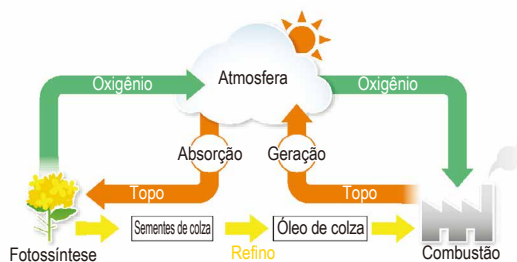 Atmosfera
Oxigênio
Oxigênio
Absorção
Geração
Topo
Topo
Sementes de colza
Óleo de colza
Refino
Fotossíntese
Combustão